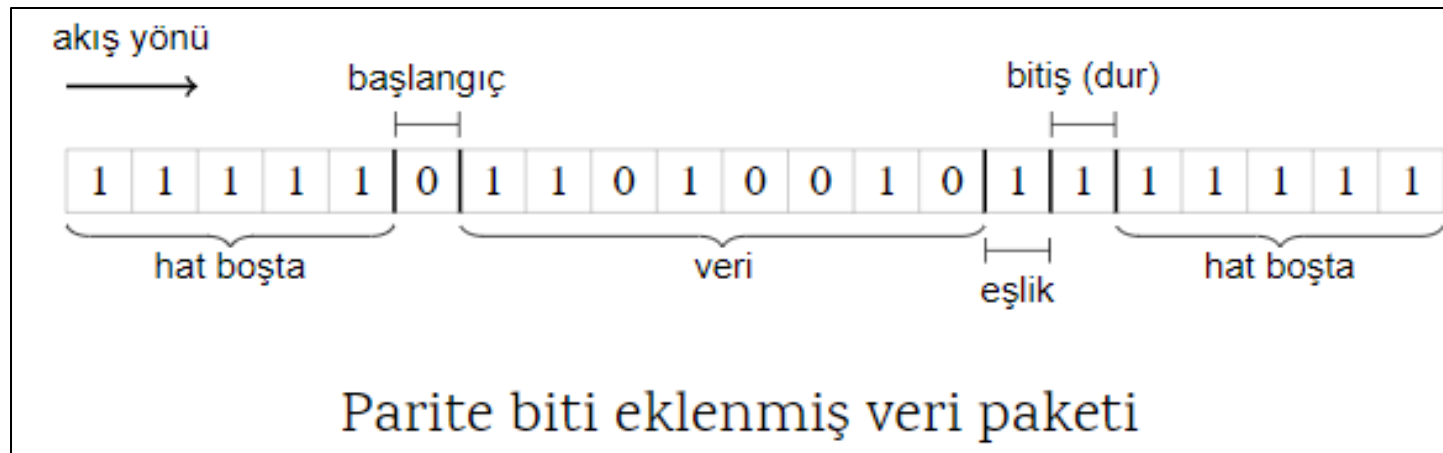 akış yönü
başlangıç
bitiş (dur)
1 1 1 1 1 0 1 1 0 1 0 0 1 0 1 1 1 1 1 1 1
hat boşta
veri
eşlik
hat boşta
Parite biti eklenmiş veri paketi